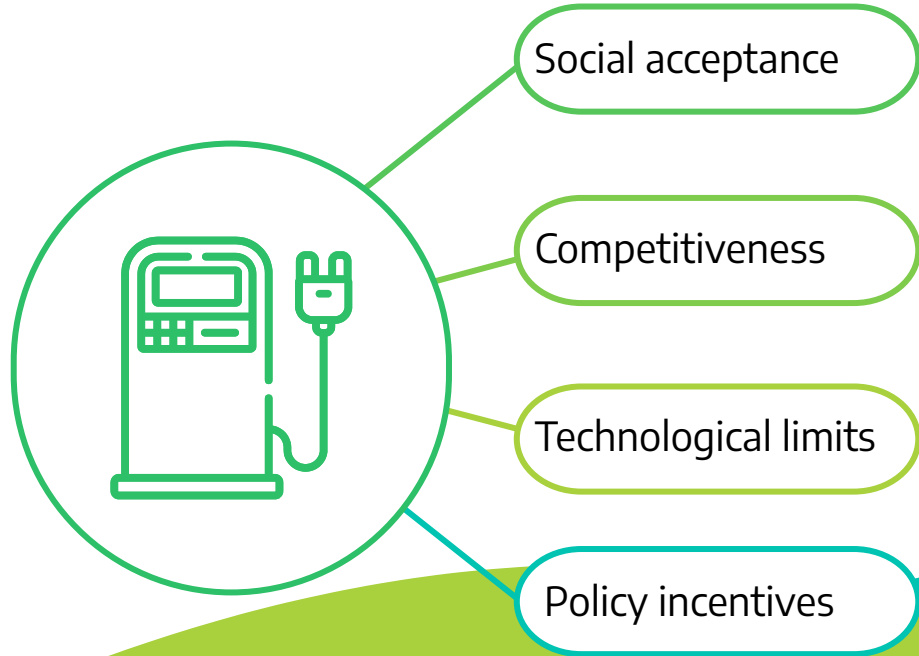 Social acceptance
Competitiveness
Technological limits
Policy incentives